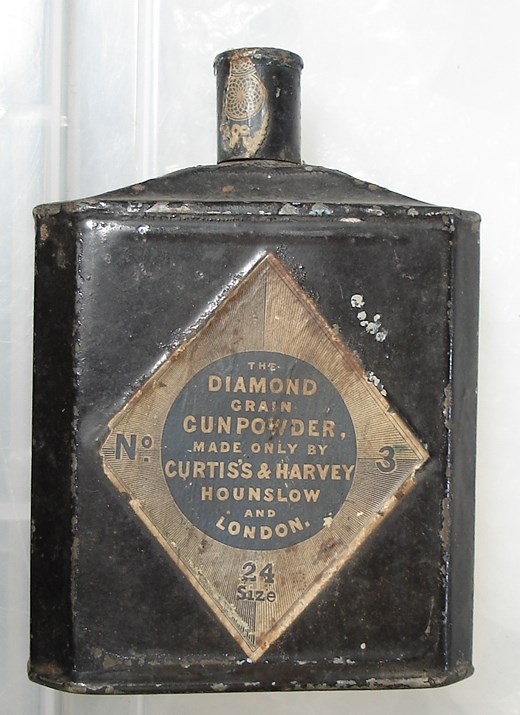 THE
DIAMOND
GRAIN
GUNPOWDER,
MADE ONLY BY
CURTIS'S & HARVEY
HOUNSLOW
AND
LONDON.
No. 3
24
Size